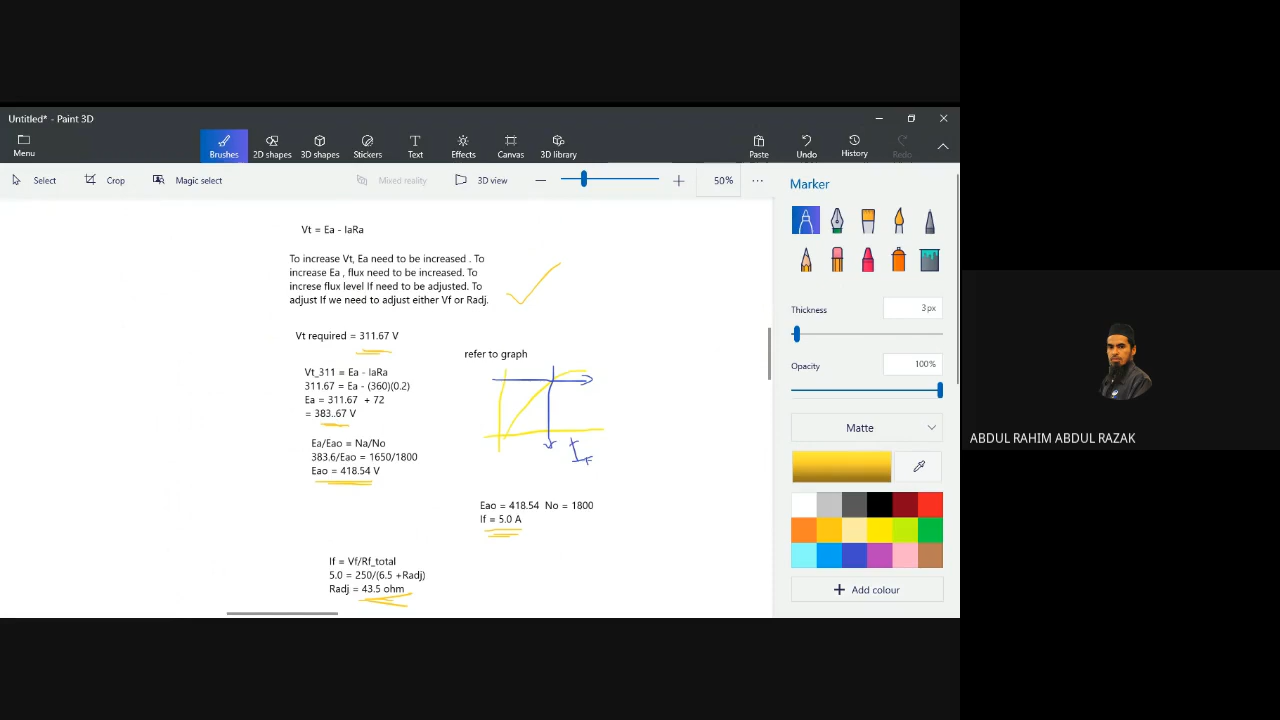 Untitled* - Paint 3D
Menu
Brushes
2D shapes
3D shapes
Stickers
Text
Effects
Canvas
3D library
Paste
Undo
History
Redo
Select
Crop
Magic select
Mixed reality
3D view
50%
Vt = Ea - IaRa
To increase Vt, Ea need to be increased . To
increase Ea , flux need to be increased. To
increse flux level If need to be adjusted. To
adjust If we need to adjust either Vf or Radj.
Vt required = 311.67 V
Vt_311 = Ea - IaRa
311.67 = Ea - (360)(0.2)
Ea = 311.67 + 72
= 383..67 V
Ea/Eao = Na/No
383.6/Eao = 1650/1800
Eao = 418.54 V
refer to graph
IF
Eao = 418.54 No = 1800
If = 5.0 A
If = Vf/Rf_total
5.0 = 250/(6.5 +Radj)
Radj = 43.5 ohm
Marker
Thickness
3px
Opacity
100%
Matte
Add colour
ABDUL RAHIM ABDUL RAZAK